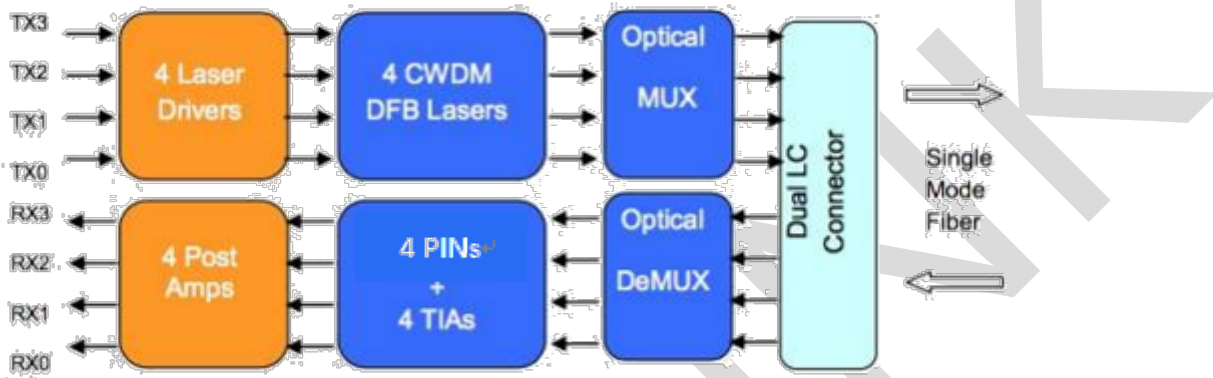 TX3
TX2
TX1
TX0
4 Laser
Drivers
4 CWDM
DFB Lasers
Optical
MUX
Dual LC
Connector
Single
Mode
Fiber
RX3
RX2
RX1
RX0
4 Post
Amps
4 PINs↵
+
4 TIAs
Optical
DeMUX